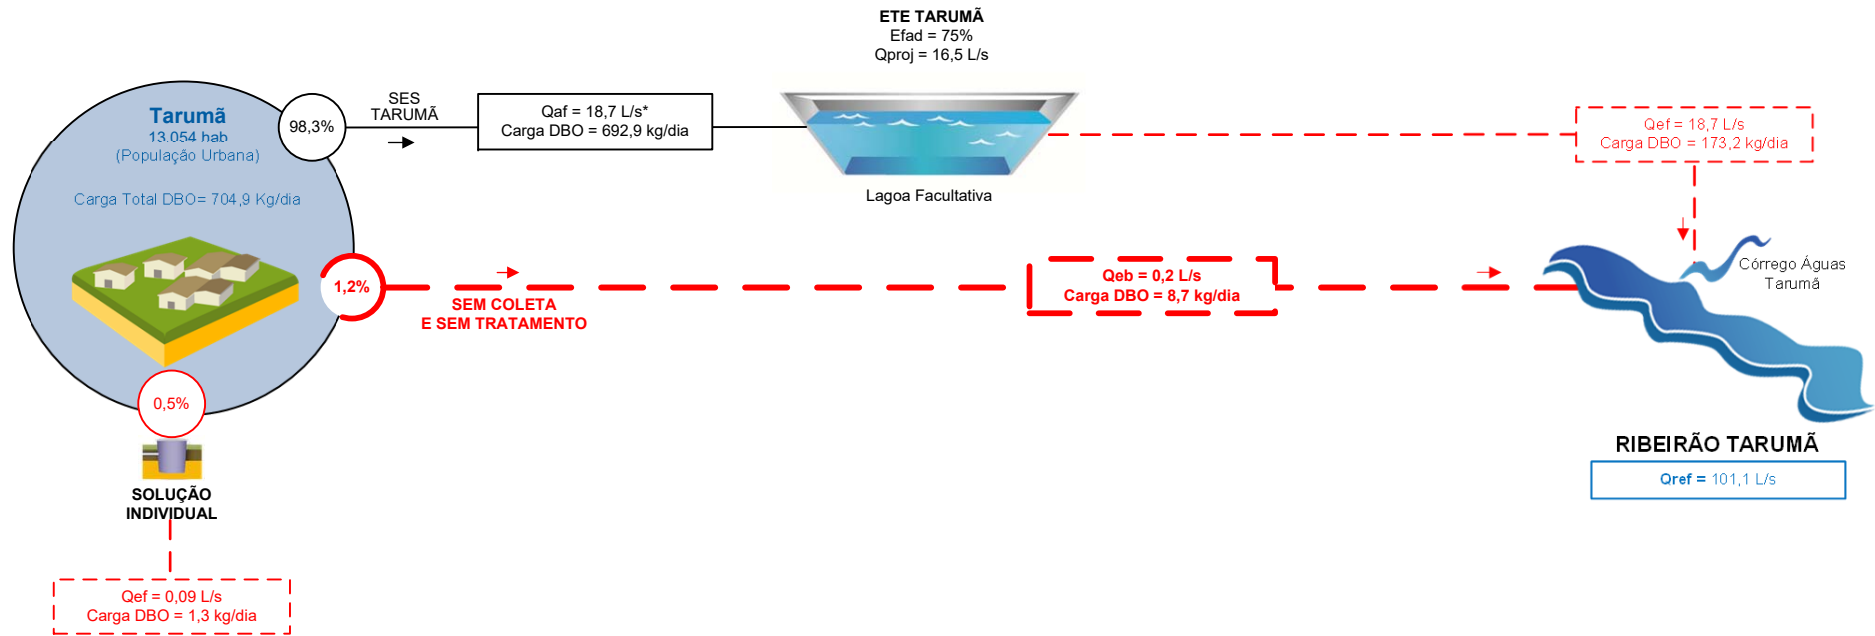 ETE TARUMÃ
Efad = 75%
Qproj = 16,5 L/s
Tarumã
13.054 hab
(População Urbana)
Carga Total DBO= 704,9 Kg/dia
98,3%
SES
TARUMÃ
Qaf = 18,7 L/s*
Carga DBO = 692,9 kg/dia
Lagoa Facultativa
Qef = 18,7 L/s
Carga DBO = 173,2 kg/dia
Córrego Águas
Tarumã
1,2%
SEM COLETA
E SEM TRATAMENTO
Qeb = 0,2 L/s
Carga DBO = 8,7 kg/dia
RIBEIRÃO TARUMÃ
Qref = 101,1 L/s
0,5%
SOLUÇÃO
INDIVIDUAL
Qef = 0,09 L/s
Carga DBO = 1,3 kg/dia